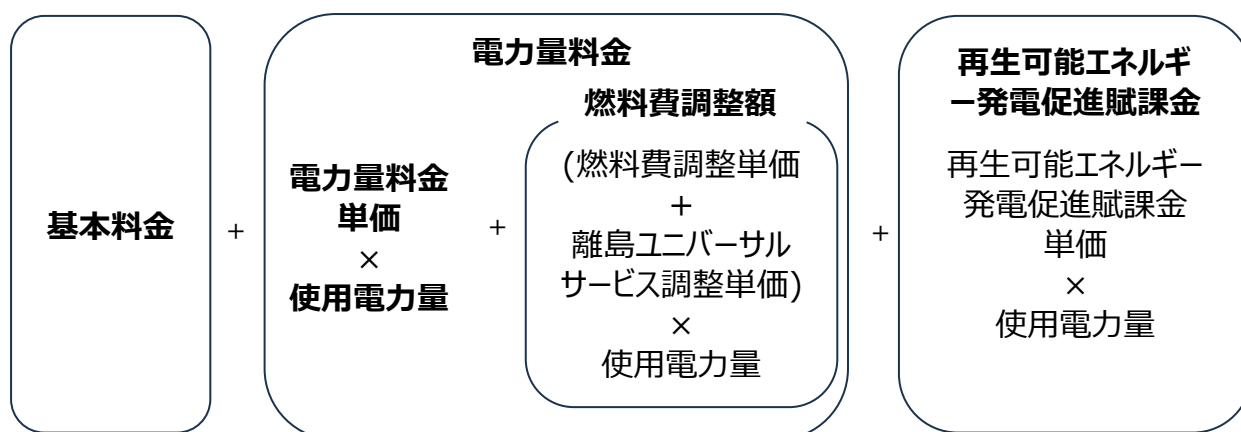 基本料金
+
電力量料金
電力量料金
単価
×
使用電力量
+
燃料費調整額
(燃料費調整単価
+
離島ユニバーサル
サービス調整単価)
×
使用電力量
+
再生可能エネルギ
ー発電促進賦課金
再生可能エネルギー
発電促進賦課金
単価
×
使用電力量